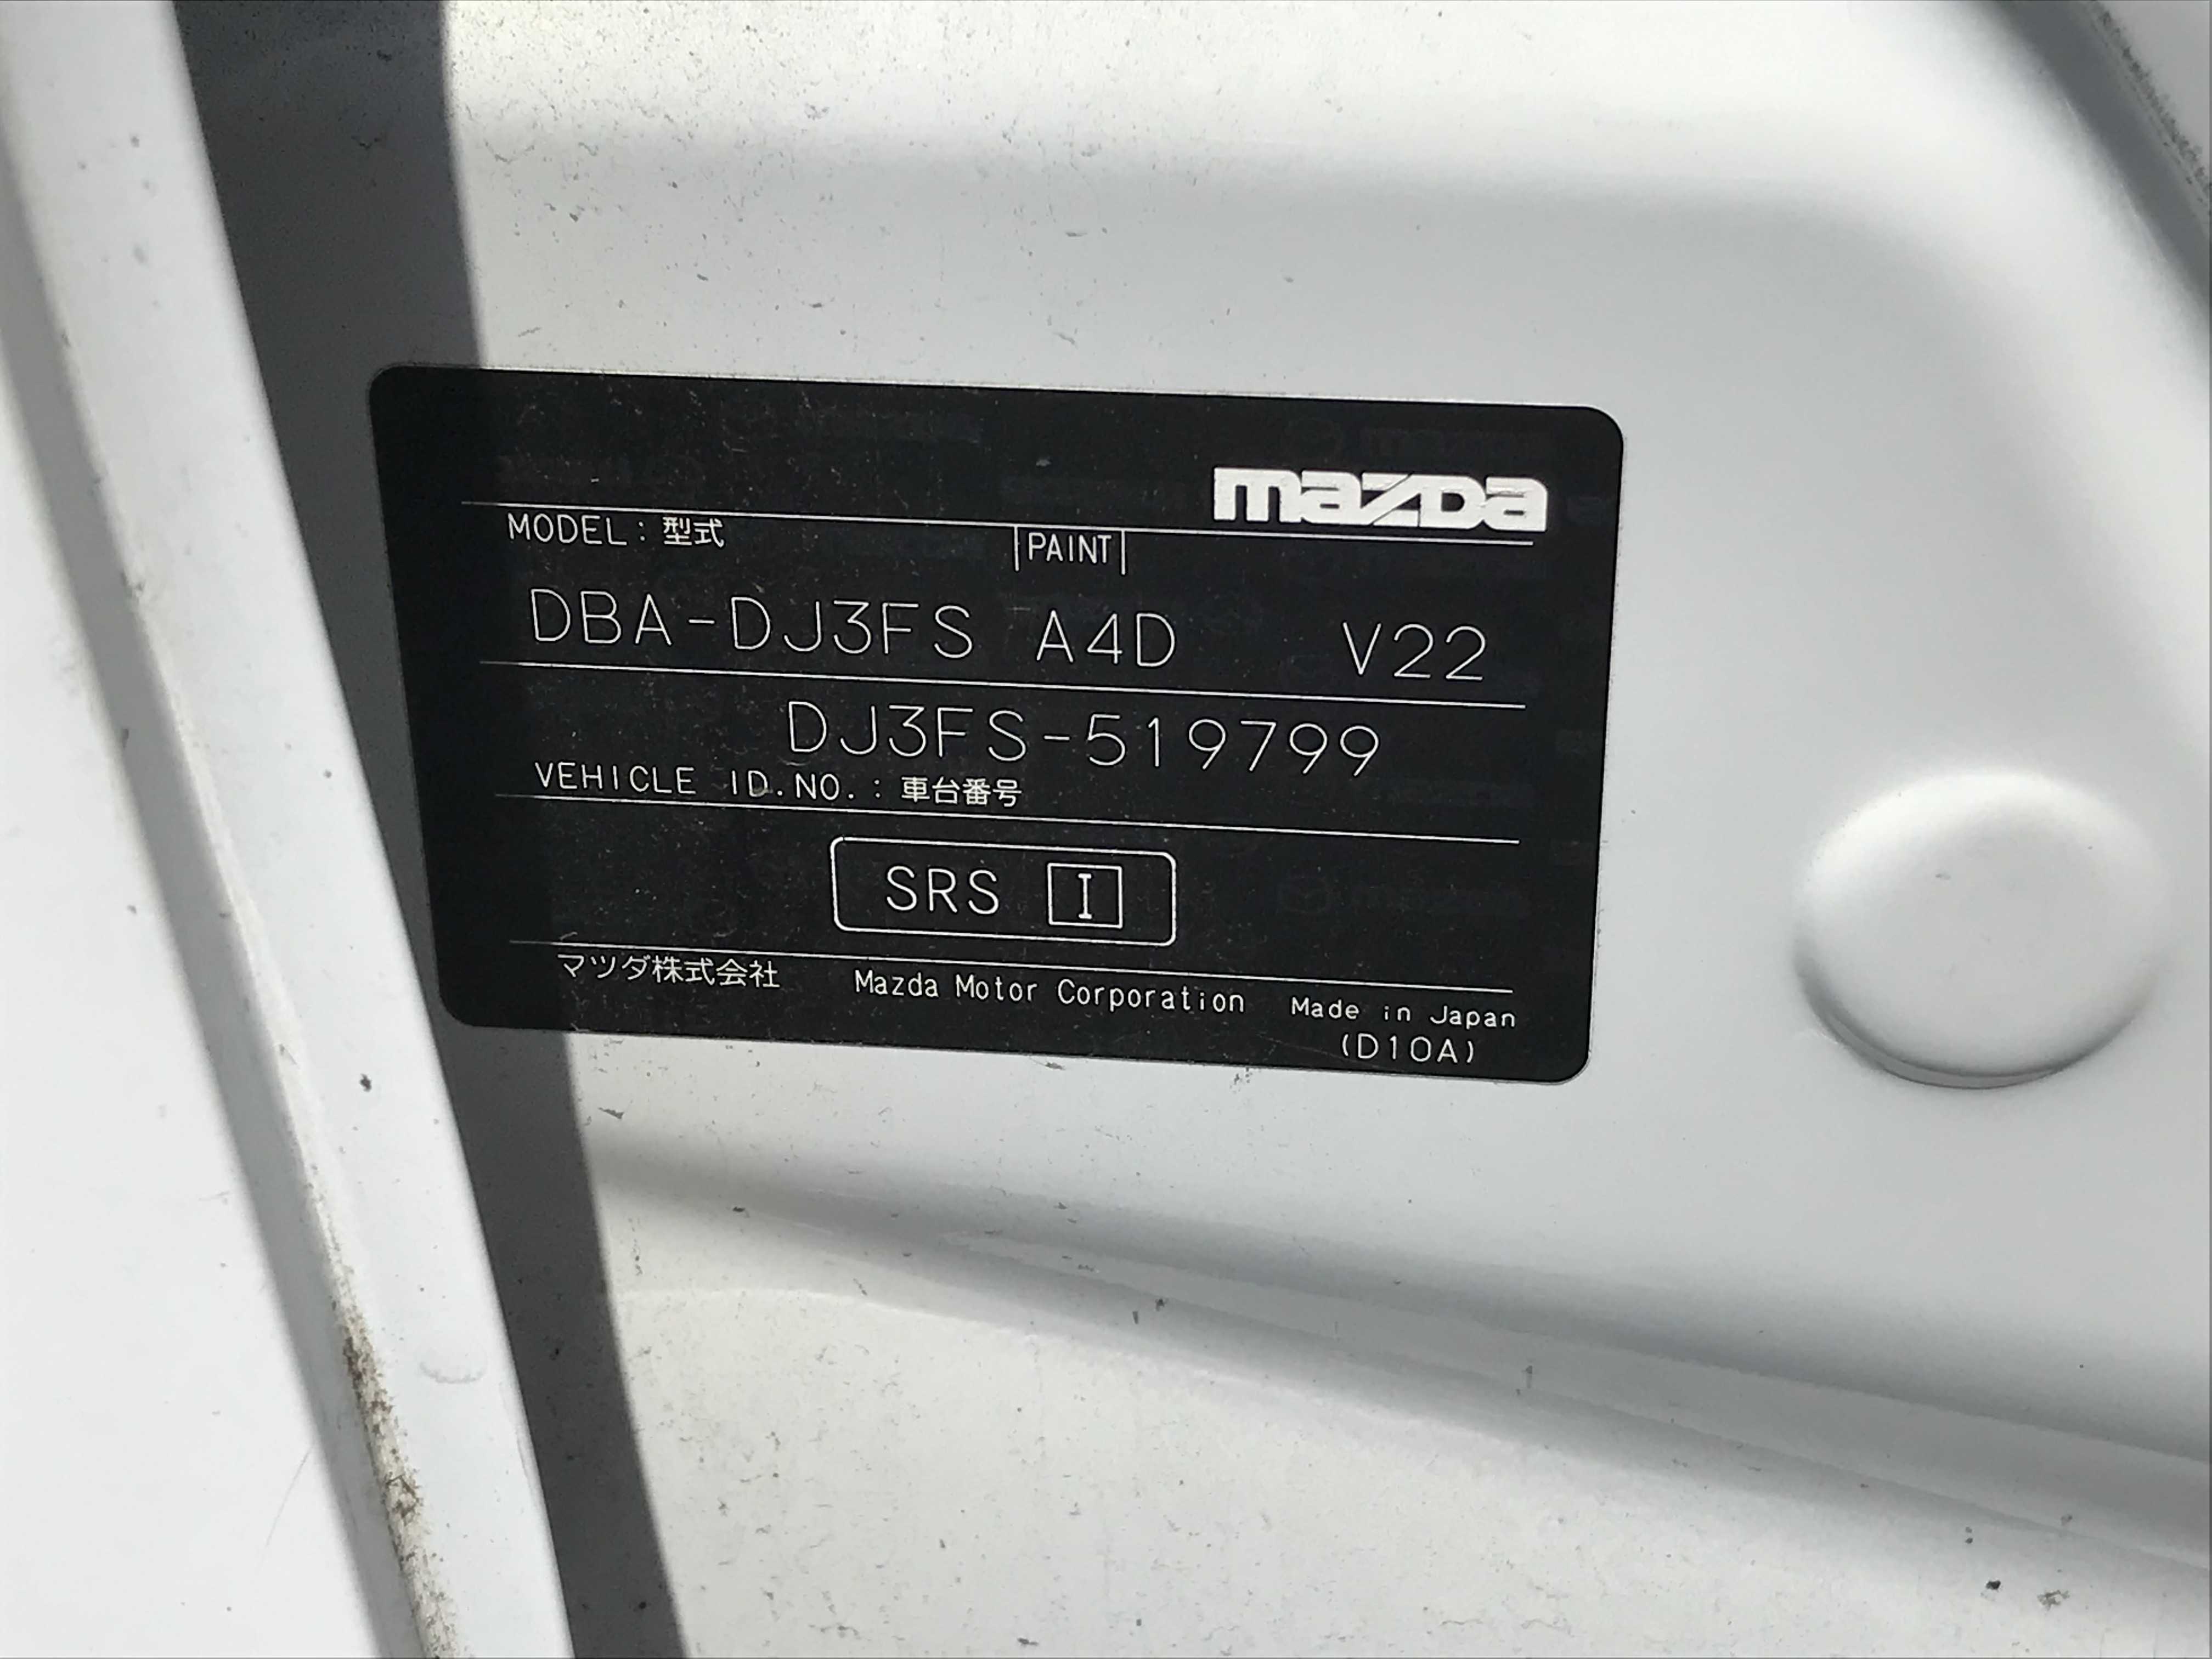 mazda
MODEL: 型式 PAINT
DBA-DJ3FS A4D V22
DJ3FS-519799
VEHICLE ID.NO.: 車台番号
SRS I
マツダ株式会社 Mazda Motor Corporation Made in Japan
(D10A)